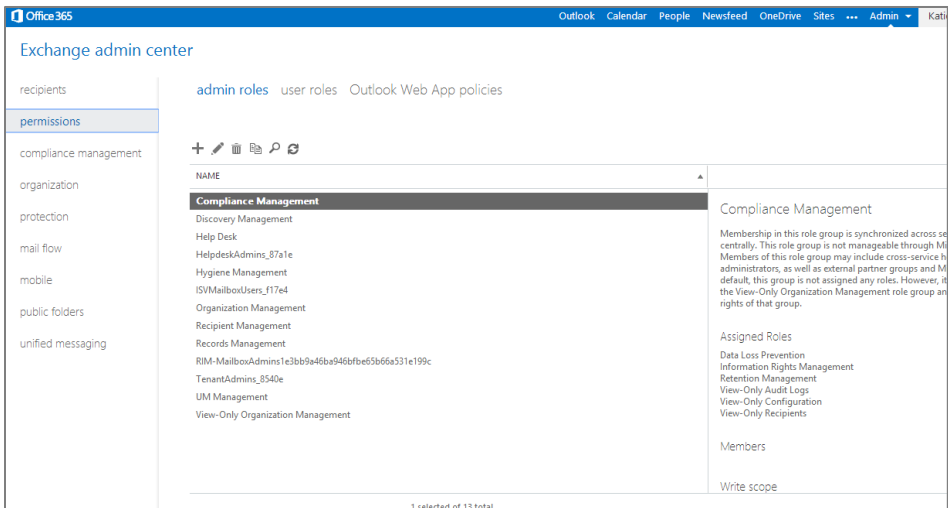 Office 365
Outlook Calendar People Newsfeed OneDrive Sites ... Admin
Exchange admin center
recipients
permissions
compliance management
organization
protection
mail flow
mobile
public folders
unified messaging
admin roles user roles Outlook Web App policies
NAME
Compliance Management
Discovery Management
Help Desk
HelpdeskAdmins_87a1e
Hygiene Management
ISVMailboxUsers_f17e4
Organization Management
Recipient Management
Records Management
RIM-MailboxAdmins1e3bb9a46ba946bfbe65b66a531e199c
TenantAdmins_8540e
UM Management
View-Only Organization Management
1 selected of 13 total
Compliance Management
Membership in this role group is synchronized across
centrally. This role group is not manageable through
Members of this role group may include cross-service
administrators, as well as external partner groups and
default, this group is not assigned any roles. However,
the View-Only Organization Management role group
rights of that group.
Assigned Roles
Data Loss Prevention
Information Rights Management
Retention Management
View-Only Audit Logs
View-Only Configuration
View-Only Recipients
Members
Write scope